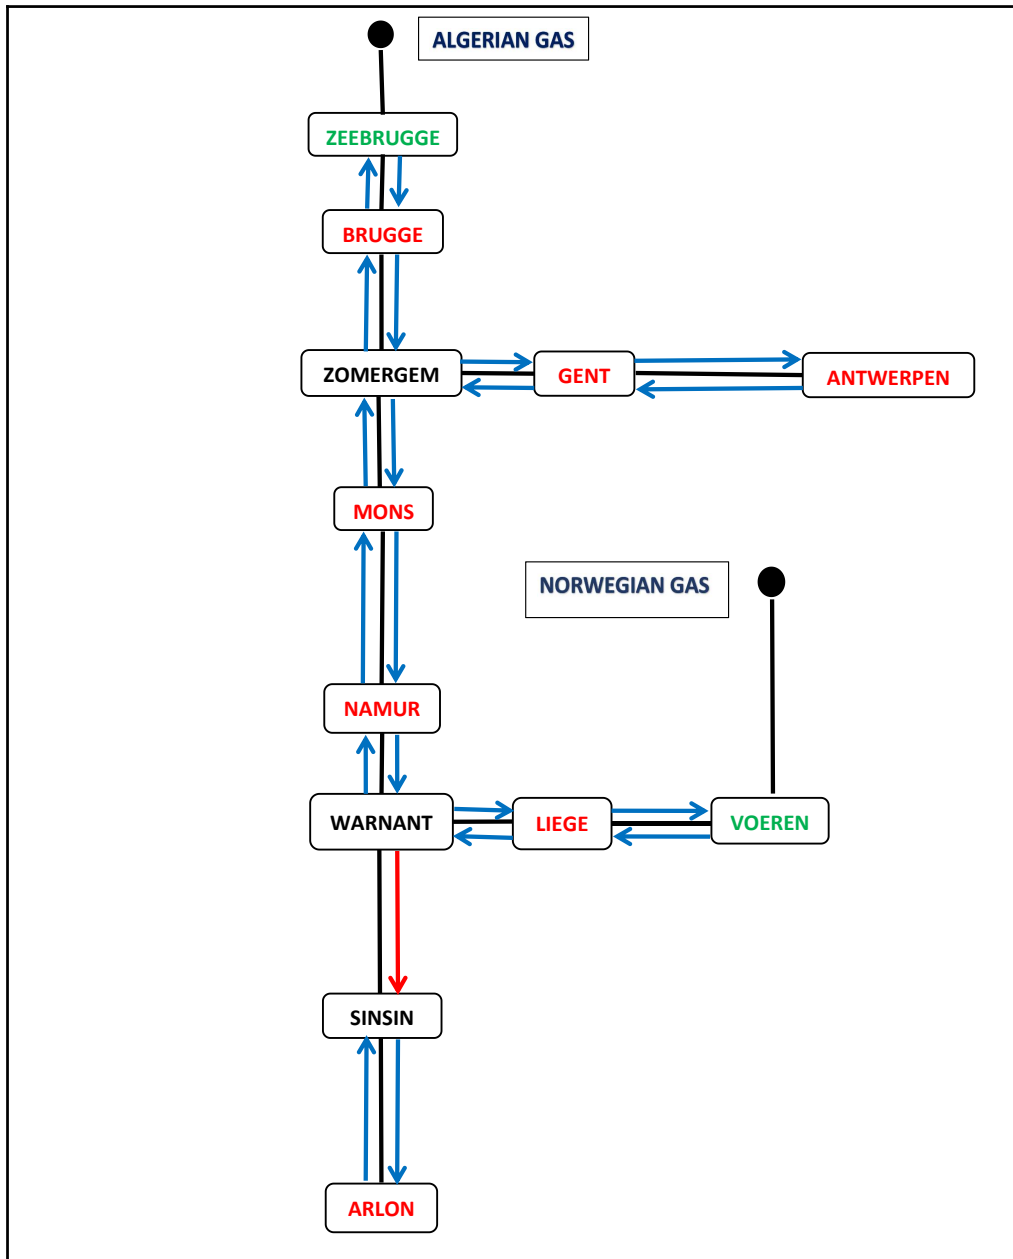 ALGERIAN GAS
ZEEBRUGGE
BRUGGE
ZOMERGEM
GENT
ANTWERPEN
MONS
NORWEGIAN GAS
NAMUR
WARNANT
LIEGE
VOEREN
SINSIN
ARLON